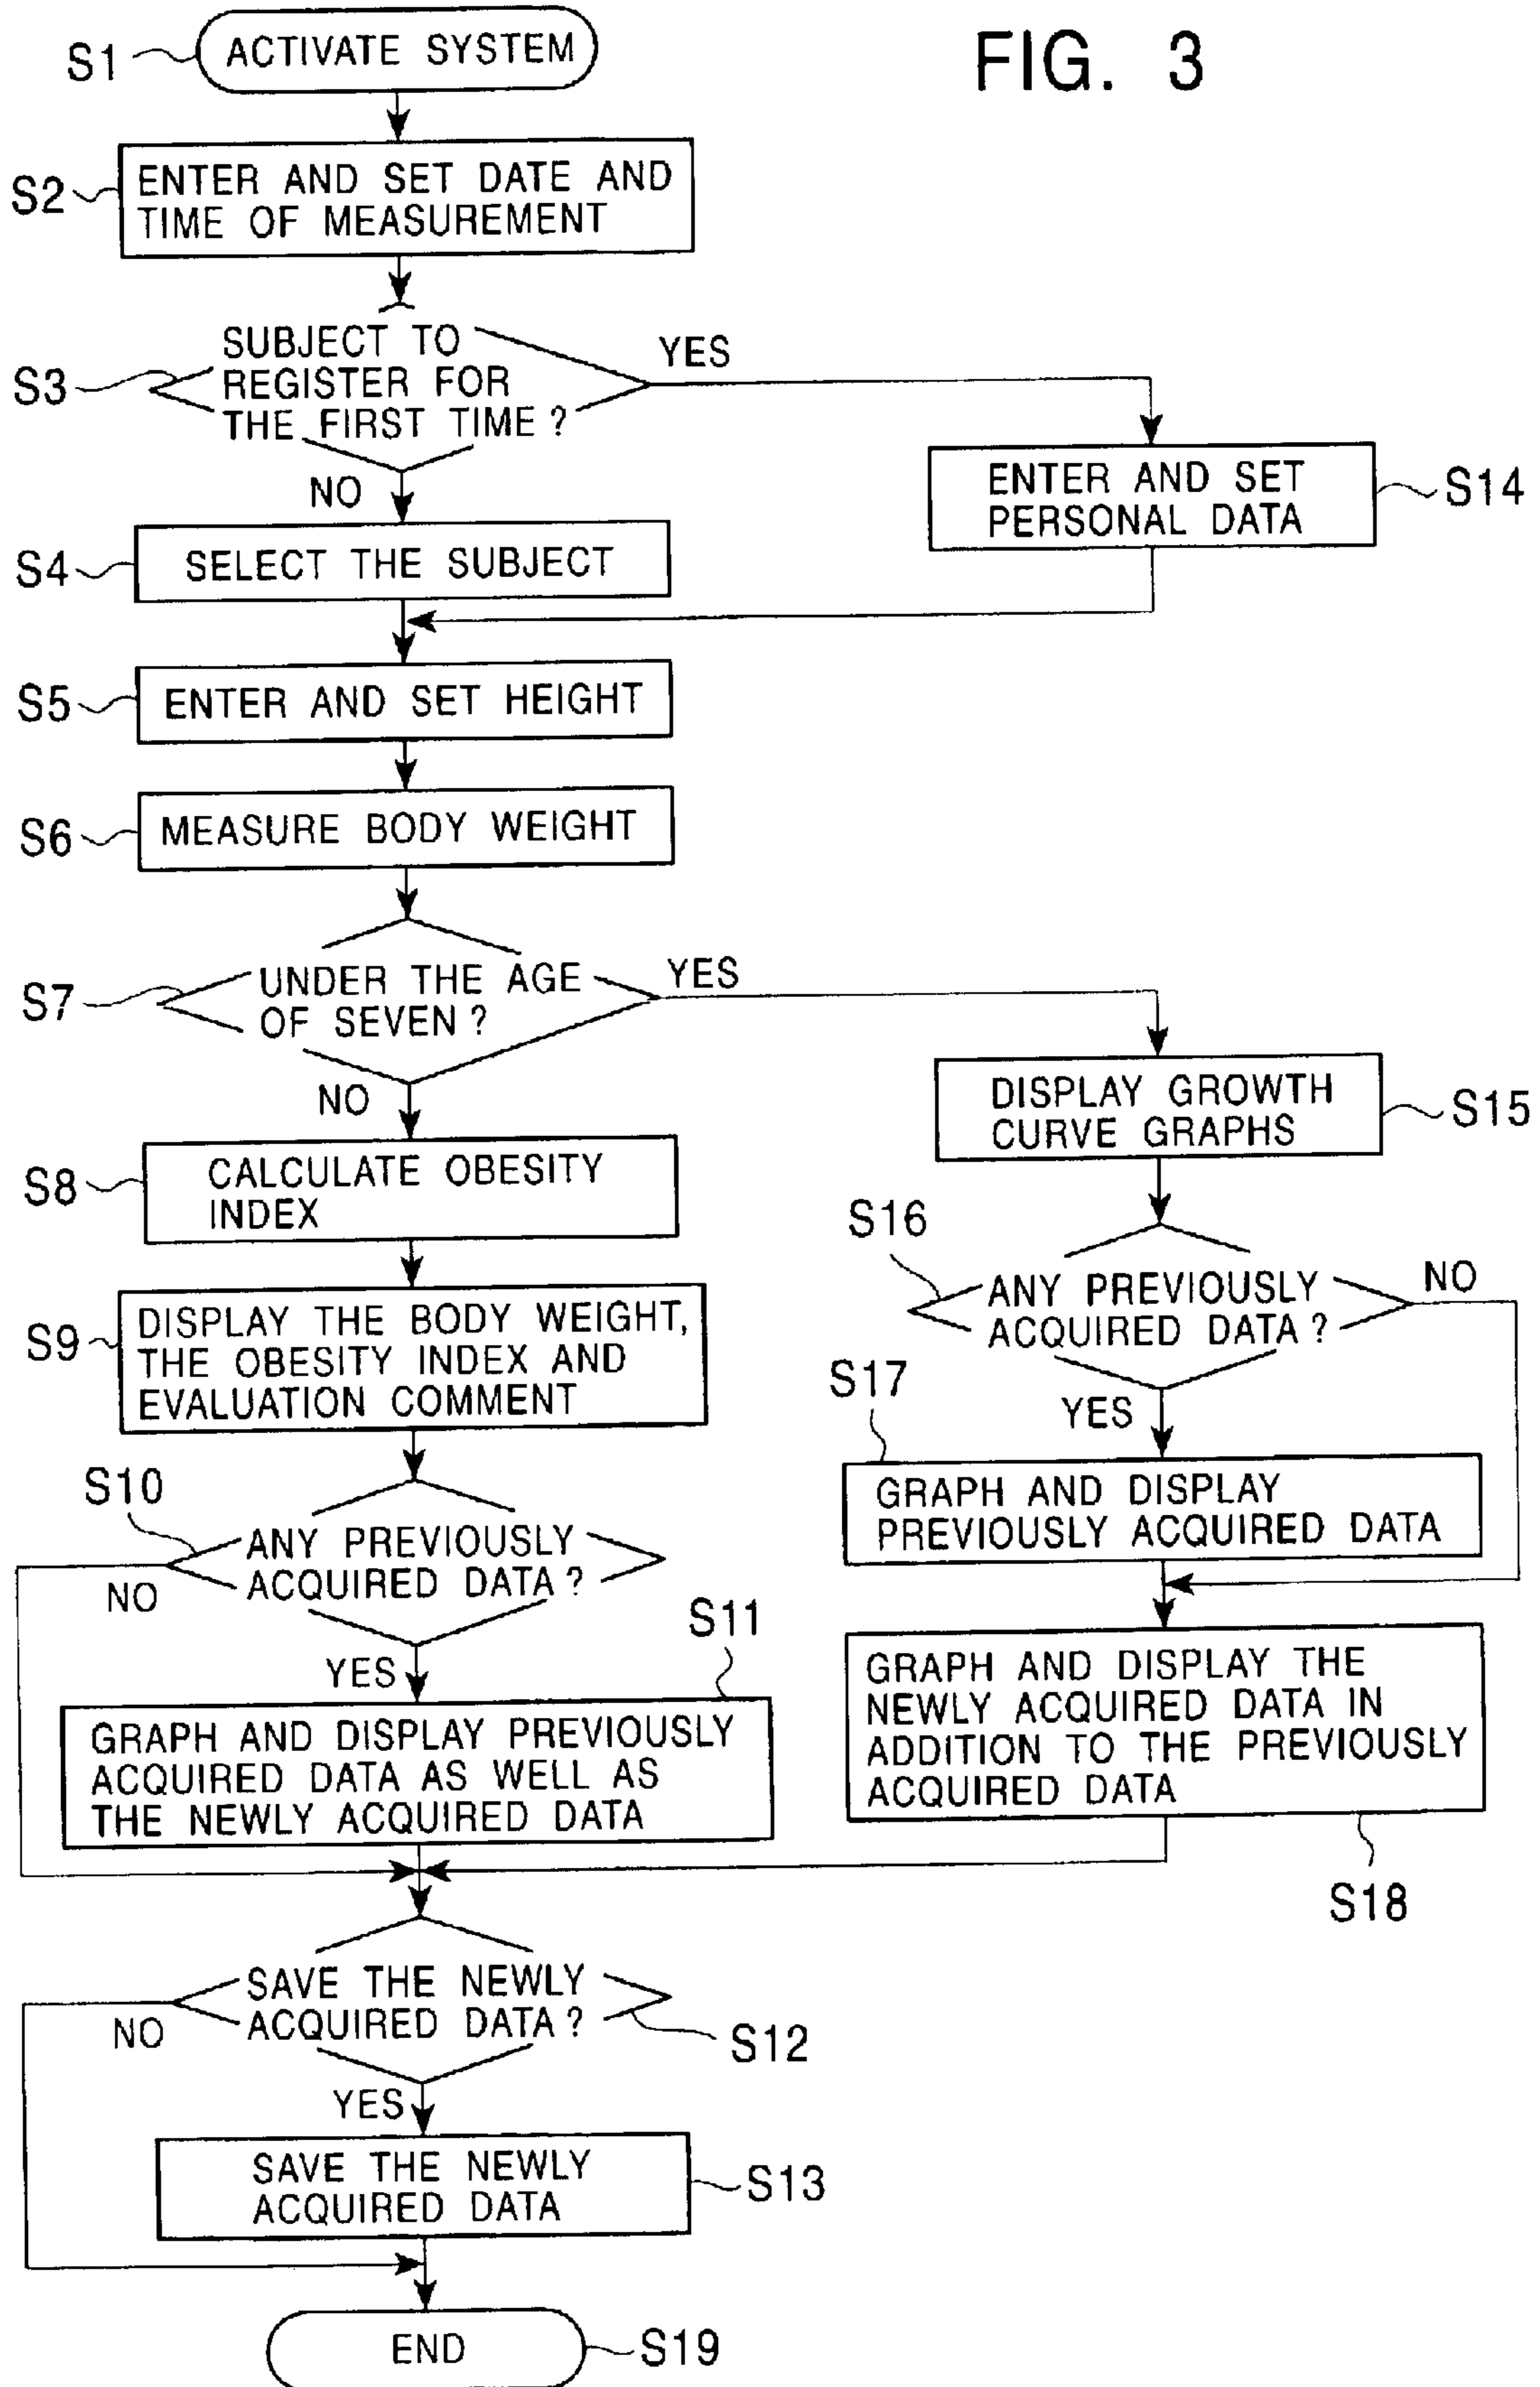 FIG. 3
S1
ACTIVATE SYSTEM
S2
ENTER AND SET DATE AND
TIME OF MEASUREMENT
S3
SUBJECT TO
REGISTER FOR
THE FIRST TIME?
YES
NO
S14
ENTER AND SET
PERSONAL DATA
S4
SELECT THE SUBJECT
S5
ENTER AND SET HEIGHT
S6
MEASURE BODY WEIGHT
S7
UNDER THE AGE
OF SEVEN?
YES
NO
S8
CALCULATE OBESITY
INDEX
S9
DISPLAY THE BODY WEIGHT,
THE OBESITY INDEX AND
EVALUATION COMMENT
S10
ANY PREVIOUSLY
ACQUIRED DATA?
NO
YES
S11
GRAPH AND DISPLAY PREVIOUSLY
ACQUIRED DATA AS WELL AS
THE NEWLY ACQUIRED DATA
DISPLAY GROWTH
CURVE GRAPHS
S15
S16
ANY PREVIOUSLY
ACQUIRED DATA?
NO
YES
S17
GRAPH AND DISPLAY
PREVIOUSLY ACQUIRED DATA
GRAPH AND DISPLAY THE
NEWLY ACQUIRED DATA IN
ADDITION TO THE PREVIOUSLY
ACQUIRED DATA
S18
SAVE THE NEWLY
ACQUIRED DATA?
NO
S12
YES
SAVE THE NEWLY
ACQUIRED DATA
S13
END
S19